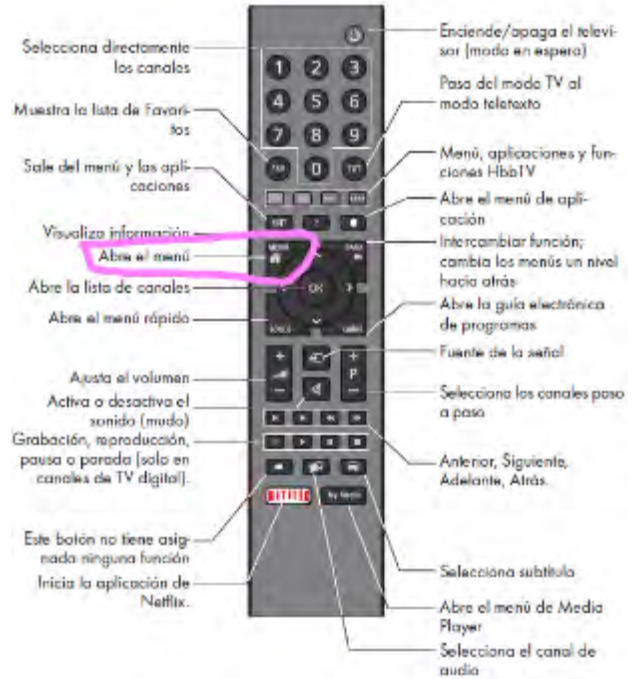 Selecciona directamente
los canales
Muestra la lista de Favori-
tos
Sale del menú y las apli-
caciones
Visualiza información
Abre el menú
Abre la lista de canales
Abre el menú rápido
Ajusta el volumen
Activa o desactiva el
sonido (mudo)
Grabación, reproducción,
pausa o parada (solo en
canales de TV digital).
Este botón no tiene asig-
nada ninguna función
Inicia la aplicación de
Netflix.
1 2 3
4 5 6
7 8 9
0 TXT
EXIT ?
MENU
OK
+ +
P
− −
Enciende/apaga el televi-
sor (modo en espera)
Pasa del modo TV al
modo teletexto
Menú, aplicaciones y fun-
ciones HbbTV
Abre el menú de apli-
cación
Intercambiar función;
cambia los menús un nivel
hacia atrás
Abre la guía electrónica
de programas
Fuente de la señal
Selecciona los canales paso
a paso
Anterior, Siguiente,
Adelante, Atrás.
Selecciona subtítulo
Abre el menú de Media
Player
Selecciona el canal de
audio